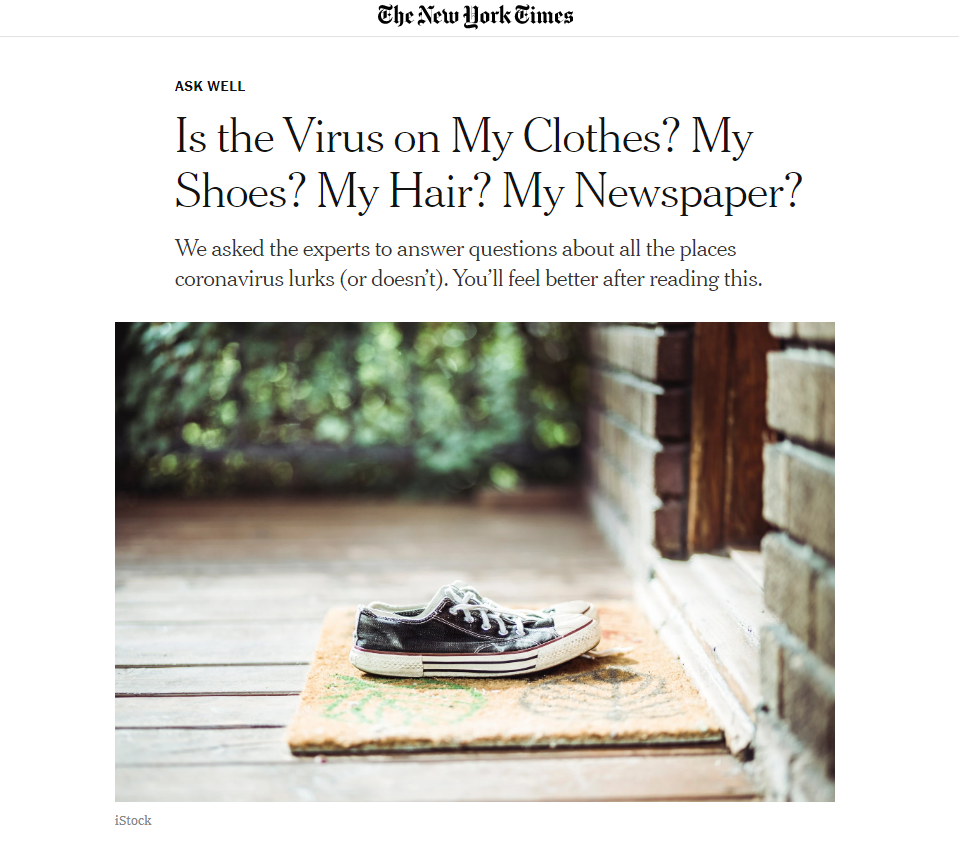 The New York Times
ASK WELL
Is the Virus on My Clothes? My
Shoes? My Hair? My Newspaper?
We asked the experts to answer questions about all the places
coronavirus lurks (or doesn’t). You’ll feel better after reading this.
iStock